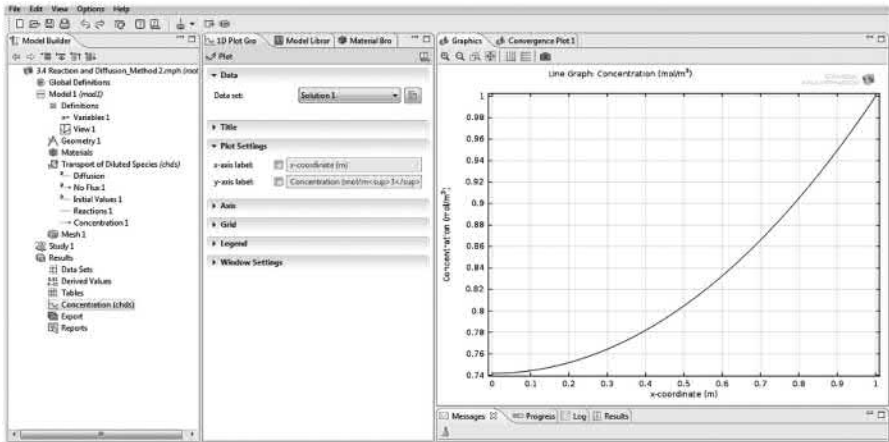 File Edit View Options Help
Model Builder
3.4 Reaction and Diffusion_Method 2.mph (root
Global Definitions
Model 1 (mod1)
Definitions
a= Variables 1
View 1
Geometry 1
Materials
Transport of Diluted Species (chds)
Diffusion
No Flux 1
Initial Values 1
Reactions 1
Concentration 1
Mesh 1
Study 1
Results
Data Sets
Derived Values
Tables
Concentration (chds)
Export
Reports
1D Plot Gro
Model Librar
Material Bro
Plot
Data
Data set:
Solution 1
Title
Plot Settings
x-axis label:
x-coordinate (m)
y-axis label:
Concentration (mol/m<sup>3</sup>
Axis
Grid
Legend
Window Settings
Graphics
Convergence Plot 1
Line Graph: Concentration (mol/m³)
Concentration (mol/m³)
1
0.98
0.96
0.94
0.92
0.9
0.88
0.86
0.84
0.82
0.8
0.78
0.76
0.74
0 0.1 0.2 0.3 0.4 0.5 0.6 0.7 0.8 0.9 1
x-coordinate (m)
Messages
Progress
Log
Results